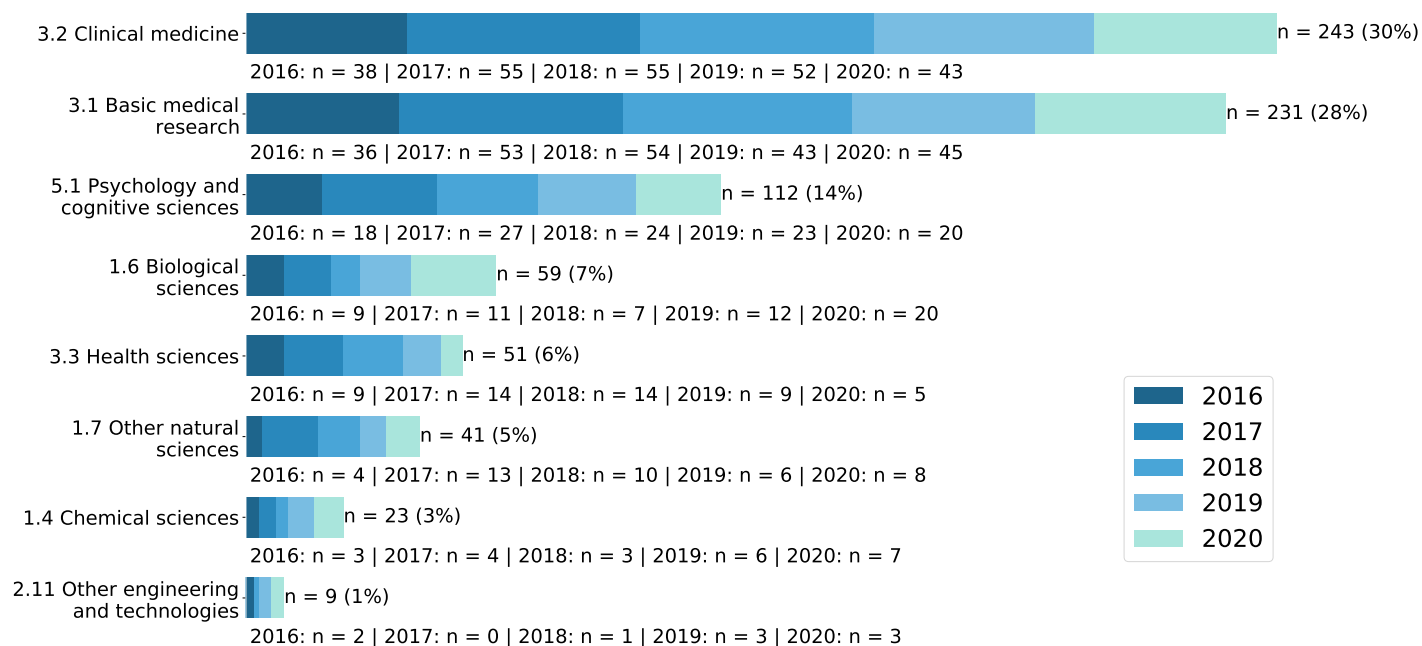 3.2 Clinical medicine
n = 243 (30%)
2016: n = 38 | 2017: n = 55 | 2018: n = 55 | 2019: n = 52 | 2020: n = 43
3.1 Basic medical
research
n = 231 (28%)
2016: n = 36 | 2017: n = 53 | 2018: n = 54 | 2019: n = 43 | 2020: n = 45
5.1 Psychology and
cognitive sciences
n = 112 (14%)
2016: n = 18 | 2017: n = 27 | 2018: n = 24 | 2019: n = 23 | 2020: n = 20
1.6 Biological
sciences
n = 59 (7%)
2016: n = 9 | 2017: n = 11 | 2018: n = 7 | 2019: n = 12 | 2020: n = 20
3.3 Health sciences
n = 51 (6%)
2016: n = 9 | 2017: n = 14 | 2018: n = 14 | 2019: n = 9 | 2020: n = 5
1.7 Other natural
sciences
n = 41 (5%)
2016: n = 4 | 2017: n = 13 | 2018: n = 10 | 2019: n = 6 | 2020: n = 8
1.4 Chemical sciences
n = 23 (3%)
2016: n = 3 | 2017: n = 4 | 2018: n = 3 | 2019: n = 6 | 2020: n = 7
2.11 Other engineering
and technologies
n = 9 (1%)
2016: n = 2 | 2017: n = 0 | 2018: n = 1 | 2019: n = 3 | 2020: n = 3
2016
2017
2018
2019
2020